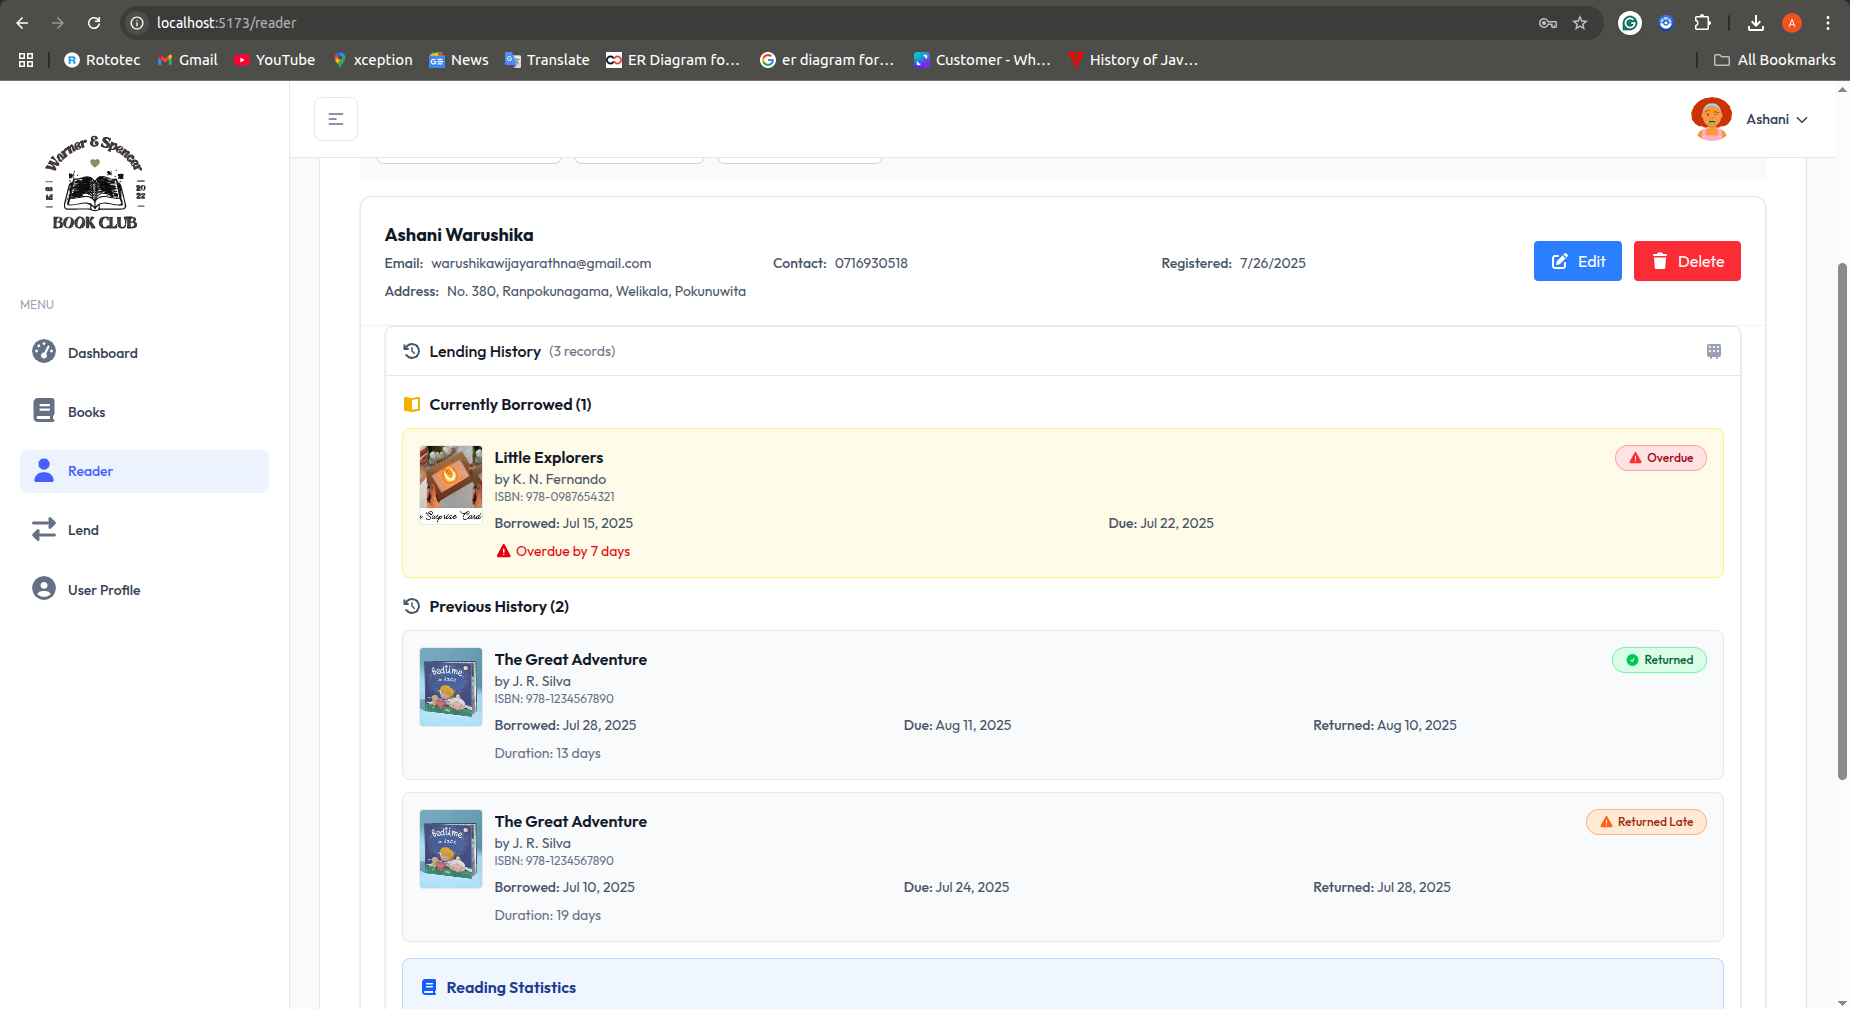 localhost:5173/reader
A
Rototec
Gmail
YouTube
xception
News
Translate
ER Diagram fo...
er diagram for...
Customer - Wh...
History of Jav...
All Bookmarks
Warner & Spencer
20
22
BOOK CLUB
Ashani
MENU
Dashboard
Books
Reader
Lend
User Profile
Ashani Warushika
Email: warushikawijayarathna@gmail.com
Contact: 0716930518
Registered: 7/26/2025
Address: No. 380, Ranpokunagama, Welikala, Pokunuwita
Edit
Delete
Lending History (3 records)
Currently Borrowed (1)
Little Explorers
Overdue
by K. N. Fernando
ISBN: 978-0987654321
Surprise Card
Borrowed: Jul 15, 2025
Due: Jul 22, 2025
Overdue by 7 days
Previous History (2)
The Great Adventure
Returned
by J. R. Silva
ISBN: 978-1234567890
bedtime
Borrowed: Jul 28, 2025
Due: Aug 11, 2025
Returned: Aug 10, 2025
Duration: 13 days
The Great Adventure
Returned Late
by J. R. Silva
ISBN: 978-1234567890
bedtime
Borrowed: Jul 10, 2025
Due: Jul 24, 2025
Returned: Jul 28, 2025
Duration: 19 days
Reading Statistics